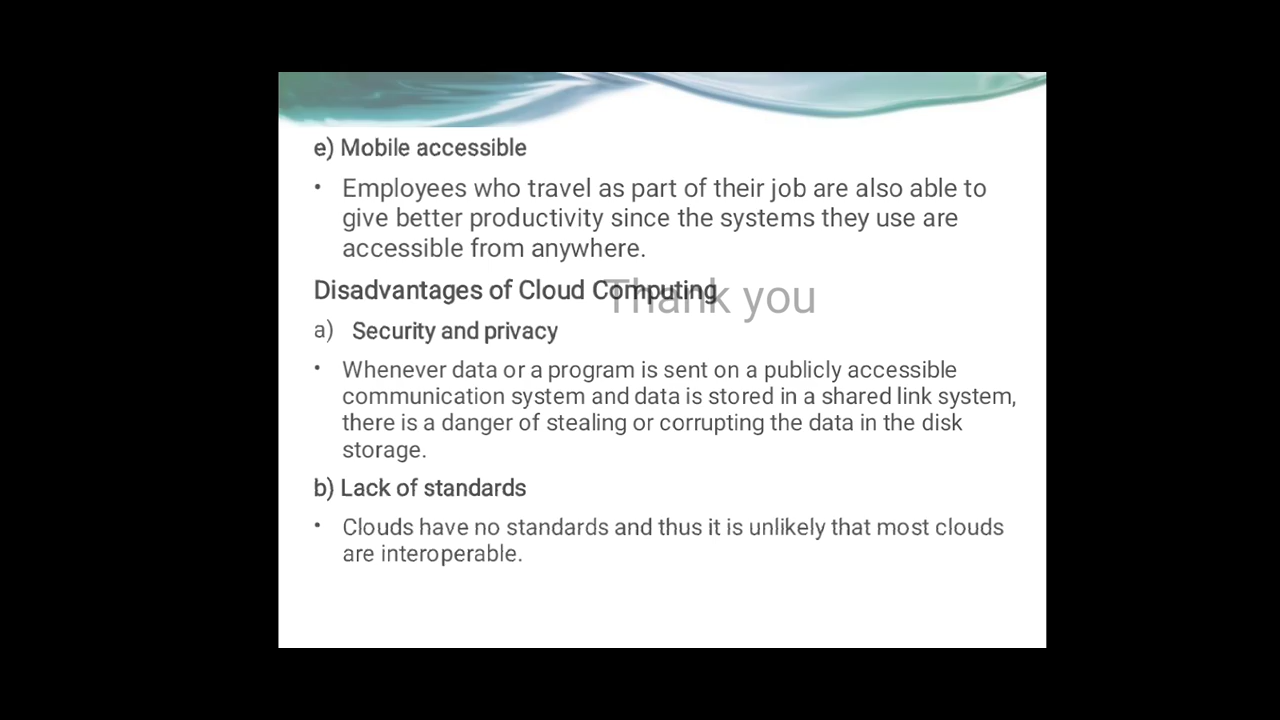 e) Mobile accessible
• Employees who travel as part of their job are also able to
give better productivity since the systems they use are
accessible from anywhere.
Disadvantages of Cloud Computing
Thank you
a) Security and privacy
• Whenever data or a program is sent on a publicly accessible
communication system and data is stored in a shared link system,
there is a danger of stealing or corrupting the data in the disk
storage.
b) Lack of standards
• Clouds have no standards and thus it is unlikely that most clouds
are interoperable.